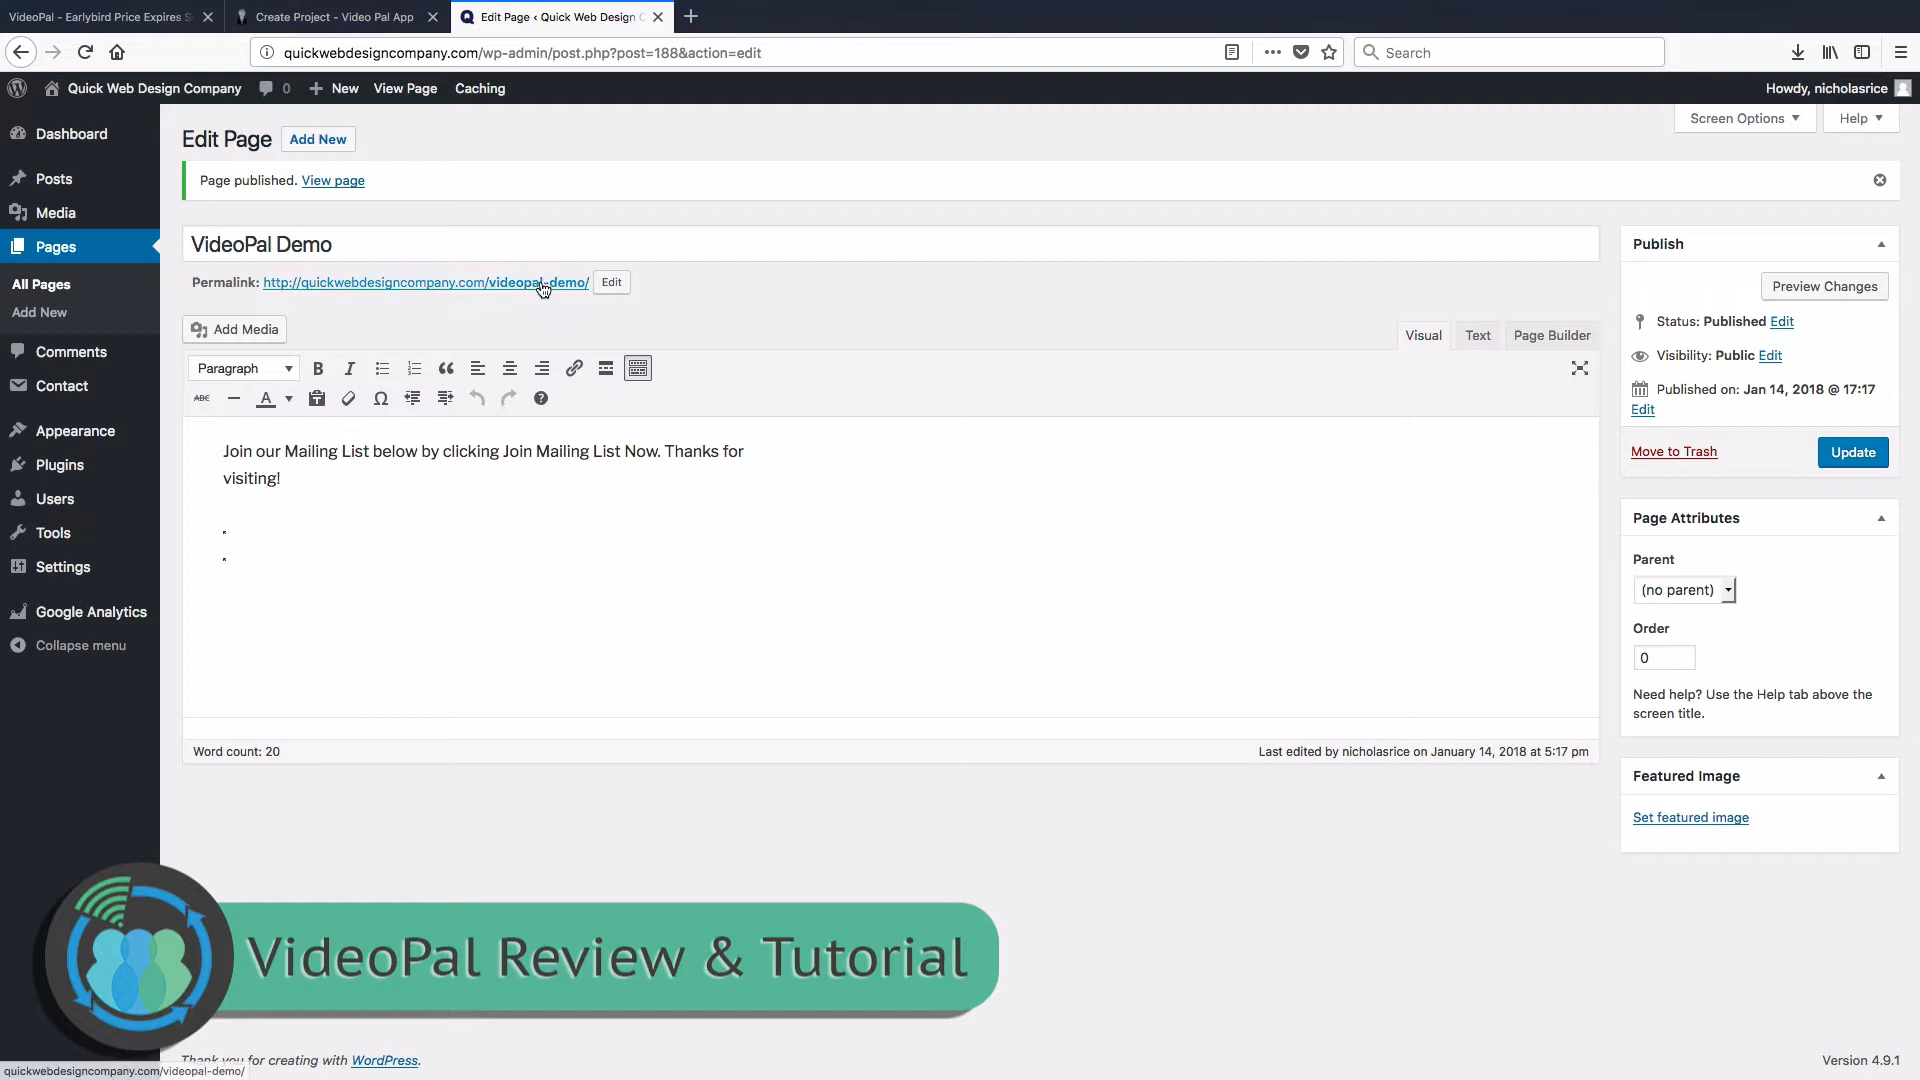 VideoPal - Earlybird Price Expires S
Create Project - Video Pal App
Edit Page ‹ Quick Web Design C
quickwebdesigncompany.com/wp-admin/post.php?post=188&action=edit
Search
Quick Web Design Company
0
New
View Page
Caching
Howdy, nicholasrice
Dashboard
Posts
Media
Pages
All Pages
Add New
Comments
Contact
Appearance
Plugins
Users
Tools
Settings
Google Analytics
Collapse menu
Edit Page
Add New
Screen Options
Help
Page published. View page
VideoPal Demo
Permalink: http://quickwebdesigncompany.com/videopal-demo/
Edit
Add Media
Visual
Text
Page Builder
Paragraph
B
I
ABC
A
Ω
Join our Mailing List below by clicking Join Mailing List Now. Thanks for
visiting!
Word count: 20
Last edited by nicholasrice on January 14, 2018 at 5:17 pm
Publish
Preview Changes
Status: Published Edit
Visibility: Public Edit
Published on: Jan 14, 2018 @ 17:17
Edit
Move to Trash
Update
Page Attributes
Parent
(no parent)
Order
0
Need help? Use the Help tab above the
screen title.
Featured Image
Set featured image
VideoPal Review & Tutorial
Thank you for creating with WordPress.
Version 4.9.1
quickwebdesigncompany.com/videopal-demo/